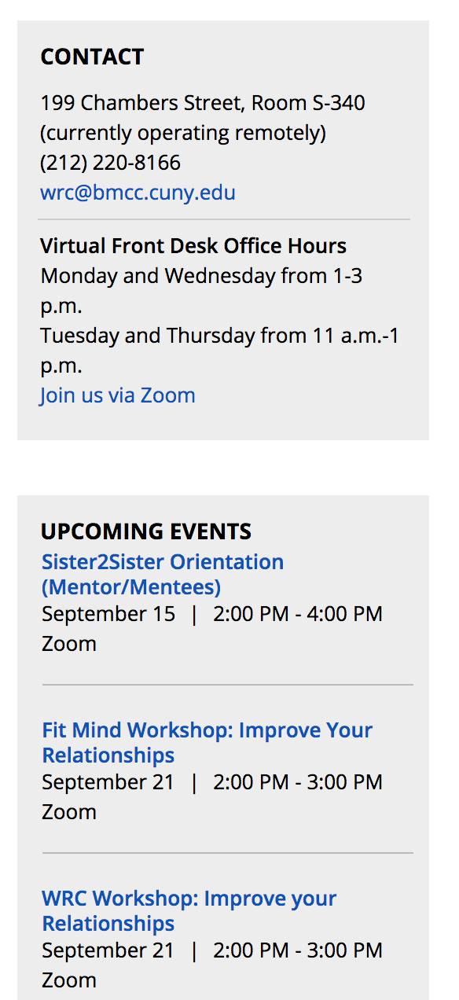 CONTACT
199 Chambers Street, Room S-340
(currently operating remotely)
(212) 220-8166
wrc@bmcc.cuny.edu
Virtual Front Desk Office Hours
Monday and Wednesday from 1-3
p.m.
Tuesday and Thursday from 11 a.m.-1
p.m.
Join us via Zoom
UPCOMING EVENTS
Sister2Sister Orientation
(Mentor/Mentees)
September 15 | 2:00 PM - 4:00 PM
Zoom
Fit Mind Workshop: Improve Your
Relationships
September 21 | 2:00 PM - 3:00 PM
Zoom
WRC Workshop: Improve your
Relationships
September 21 | 2:00 PM - 3:00 PM
Zoom